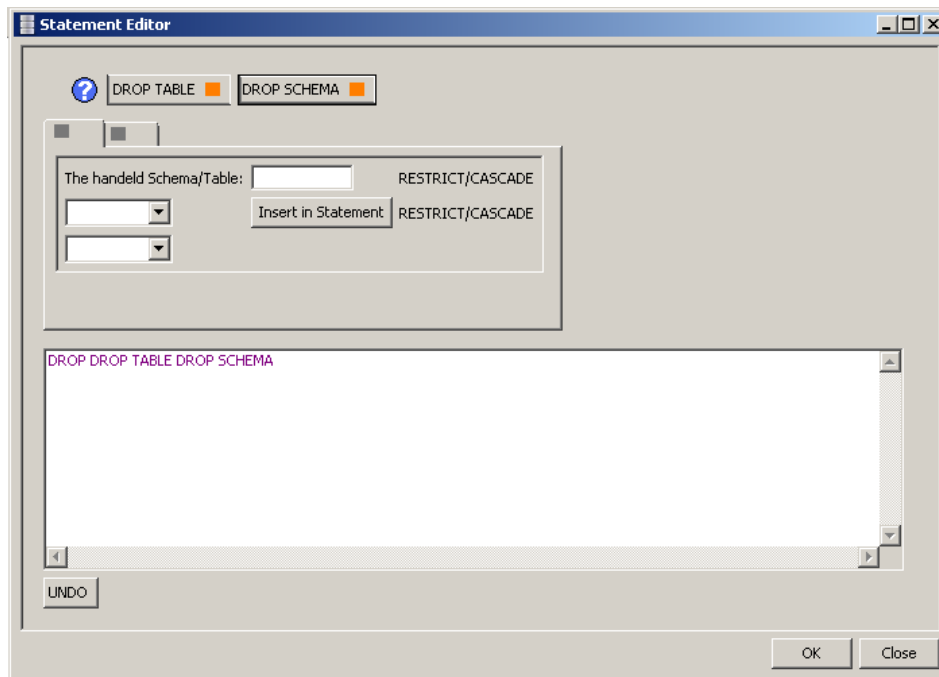 Statement Editor
? DROP TABLE DROP SCHEMA
The handeld Schema/Table: RESTRICT/CASCADE
Insert in Statement RESTRICT/CASCADE
DROP DROP TABLE DROP SCHEMA
UNDO
OK Close